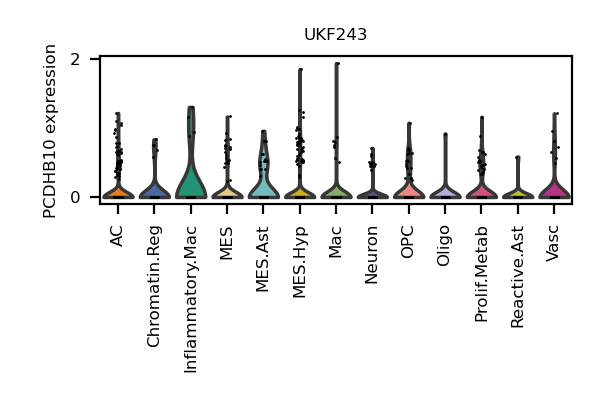 UKF243
PCDHB10 expression
2
0
AC
Chromatin.Reg
Inflammatory.Mac
MES
MES.Ast
MES.Hyp
Mac
Neuron
OPC
Oligo
Prolif.Metab
Reactive.Ast
Vasc